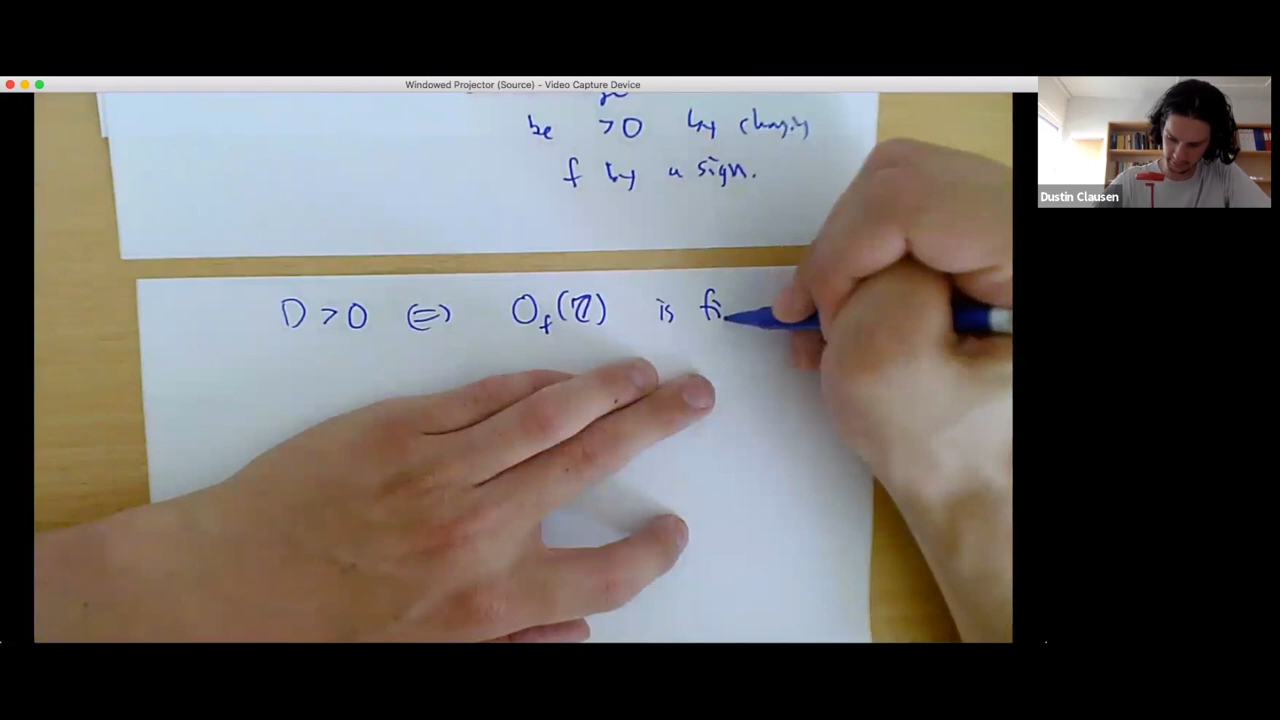 Windowed Projector (Source) - Video Capture Device
be >0 by changing
f by a sign.
Dustin Clausen
D > 0 ⇔ O_f(ℤ) is fi